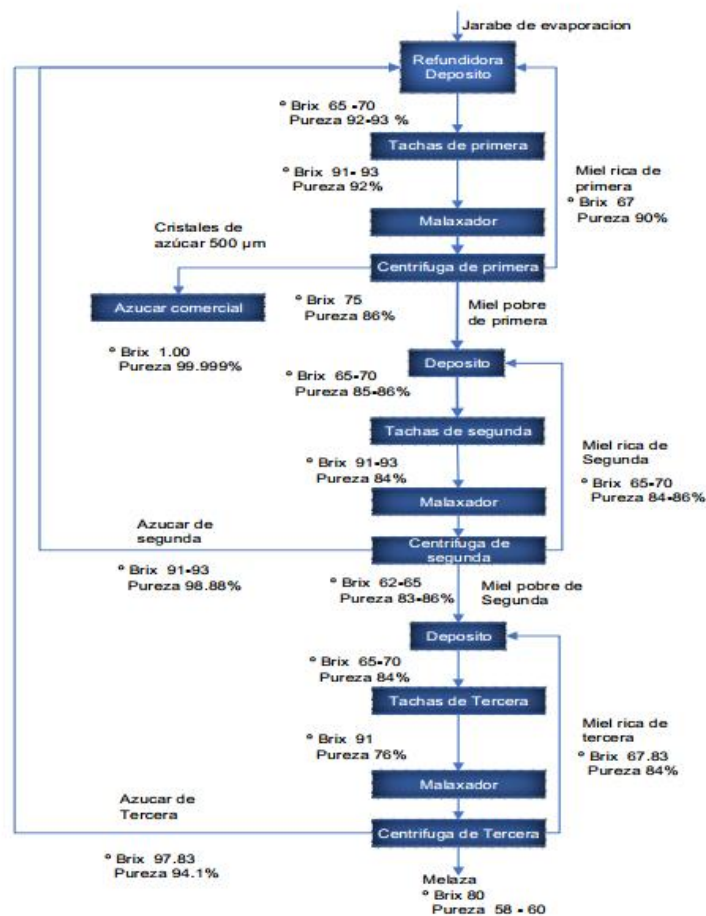 Jarabe de evaporacion
Refundidora
Deposito
° Brix 65 -70
Pureza 92-93 %
Tachas de primera
° Brix 91- 93
Pureza 92%
Miel rica de
primera
° Brix 67
Pureza 90%
Malaxador
Cristales de
azúcar 500 µm
Centrifuga de primera
Azucar comercial
° Brix 75
Pureza 86%
Miel pobre
de primera
° Brix 1.00
Pureza 99.999%
Deposito
° Brix 65-70
Pureza 85-86%
Tachas de segunda
° Brix 91-93
Pureza 84%
Miel rica de
Segunda
° Brix 65-70
Pureza 84-86%
Malaxador
Azucar de
segunda
Centrifuga de
segunda
° Brix 91-93
Pureza 98.88%
° Brix 62-65
Pureza 83-86%
Miel pobre de
Segunda
Deposito
° Brix 65-70
Pureza 84%
Tachas de Tercera
° Brix 91
Pureza 76%
Miel rica de
tercera
° Brix 67.83
Pureza 84%
Malaxador
Azucar de
Tercera
Centrifuga de Tercera
° Brix 97.83
Pureza 94.1%
Melaza
° Brix 80
Pureza 58 - 60